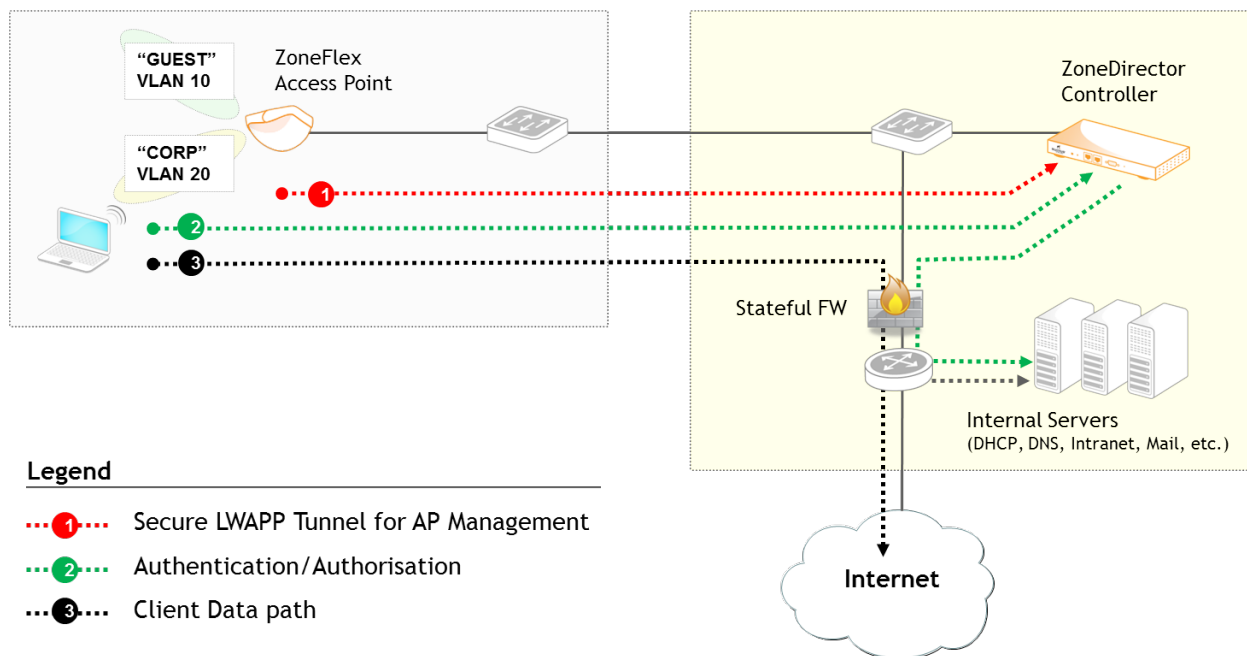 “GUEST”
VLAN 10
ZoneFlex
Access Point
ZoneDirector
Controller
“CORP”
VLAN 20
1
2
3
Stateful FW
Internal Servers
(DHCP, DNS, Intranet, Mail, etc.)
Legend
1 Secure LWAPP Tunnel for AP Management
2 Authentication/Authorisation
3 Client Data path
Internet